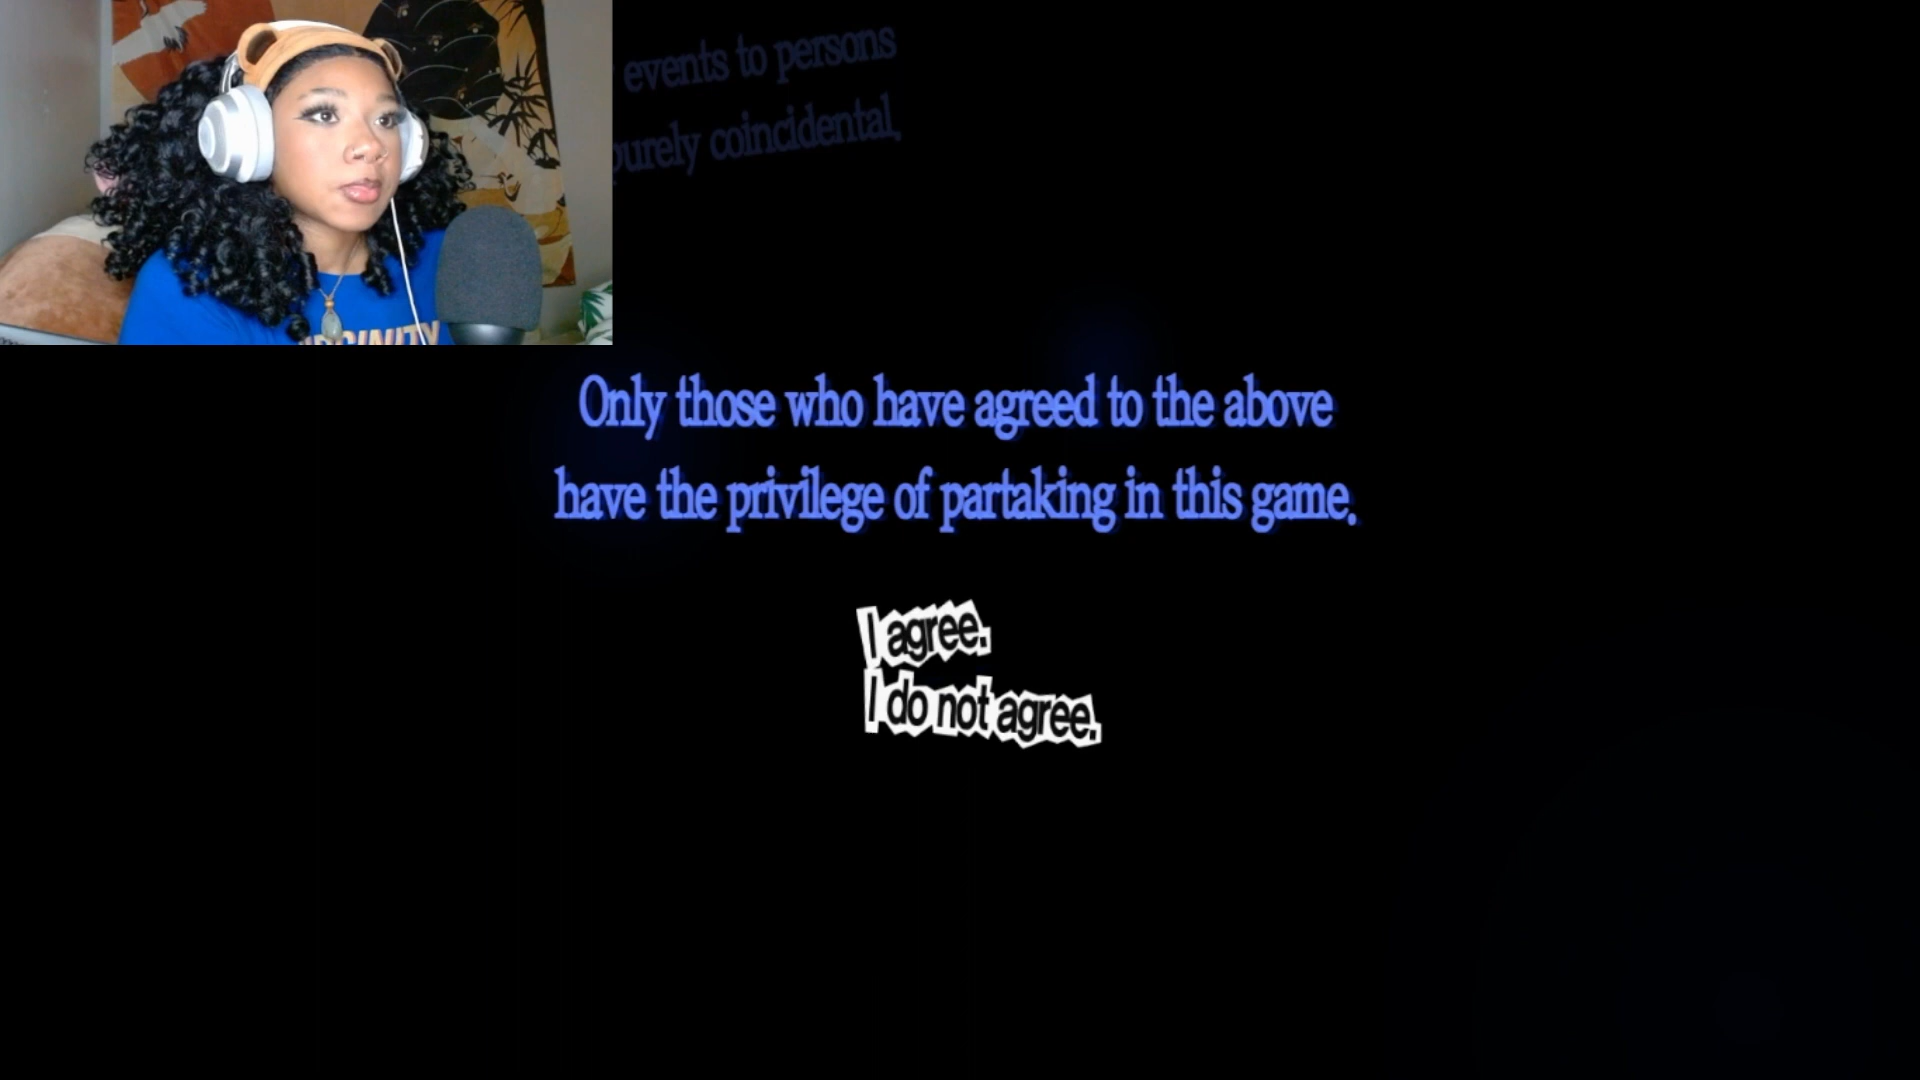 events to persons
purely coincidental.
Only those who have agreed to the above
have the privilege of partaking in this game.
I agree.
I do not agree.